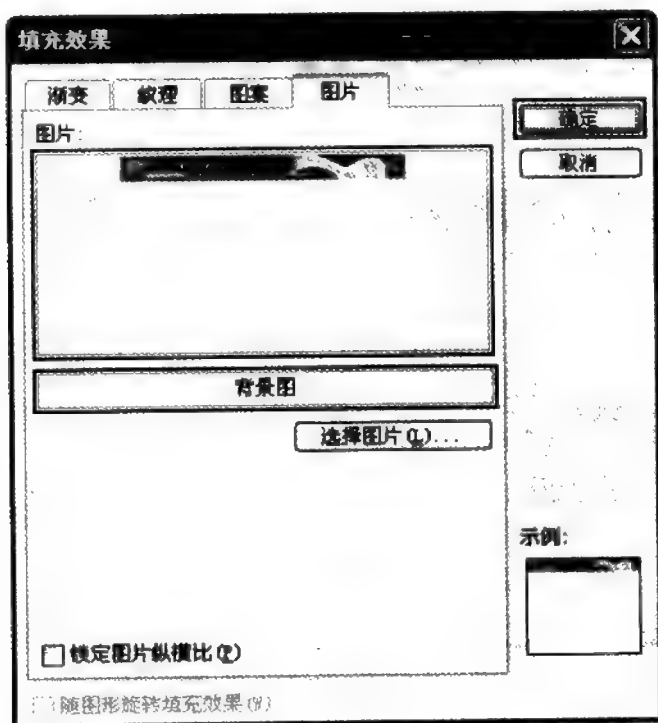 填充效果
渐变 纹理 图案 图片
图片:
确定
取消
背景图
选择图片(L)...
示例:
锁定图片纵横比(P)
随图形旋转填充效果(W)